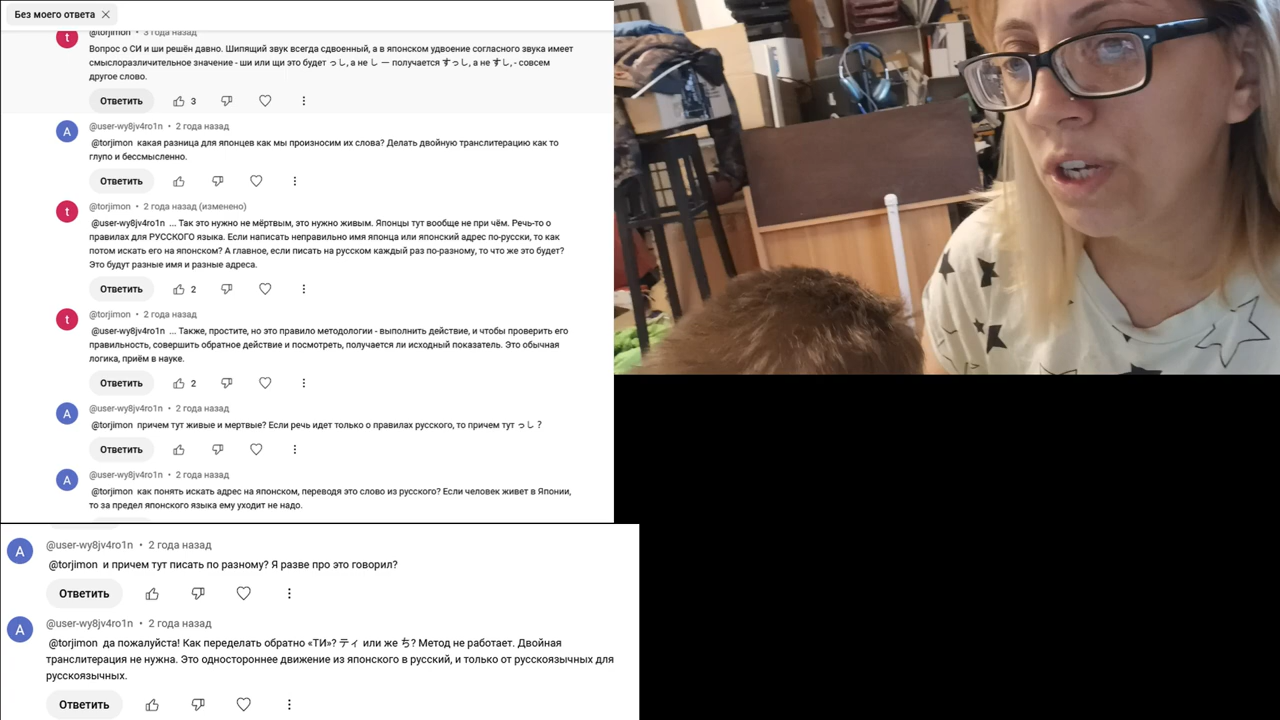 Без моего ответа
@torjimon • 3 года назад
Вопрос о СИ и ши решён давно. Шипящий звук всегда сдвоенный, а в японском удвоение согласного звука имеет
смыслоразличительное значение - ши или щи это будет っし, а не し — получается すっし, а не すし, - совсем
другое слово.
Ответить
3
@user-wy8jv4ro1n • 2 года назад
@torjimon какая разница для японцев как мы произносим их слова? Делать двойную транслитерацию как то
глупо и бессмысленно.
Ответить
@torjimon • 2 года назад (изменено)
@user-wy8jv4ro1n ... Так это нужно не мёртвым, это нужно живым. Японцы тут вообще не при чём. Речь-то о
правилах для РУССКОГО языка. Если написать неправильно имя японца или японский адрес по-русски, то как
потом искать его на японском? А главное, если писать на русском каждый раз по-разному, то что же это будет?
Это будут разные имя и разные адреса.
Ответить
2
@torjimon • 2 года назад
@user-wy8jv4ro1n ... Также, простите, но это правило методологии - выполнить действие, и чтобы проверить его
правильность, совершить обратное действие и посмотреть, получается ли исходный показатель. Это обычная
логика, приём в науке.
Ответить
2
@user-wy8jv4ro1n • 2 года назад
@torjimon причем тут живые и мертвые? Если речь идет только о правилах русского, то причем тут っし？
Ответить
@user-wy8jv4ro1n • 2 года назад
@torjimon как понять искать адрес на японском, переводя это слово из русского? Если человек живет в Японии,
то за предел японского языка ему уходит не надо.
@user-wy8jv4ro1n • 2 года назад
@torjimon и причем тут писать по разному? Я разве про это говорил?
Ответить
@user-wy8jv4ro1n • 2 года назад
@torjimon да пожалуйста! Как переделать обратно «ТИ»? ティ или же ち? Метод не работает. Двойная
транслитерация не нужна. Это одностороннее движение из японского в русский, и только от русскоязычных для
русскоязычных.
Ответить